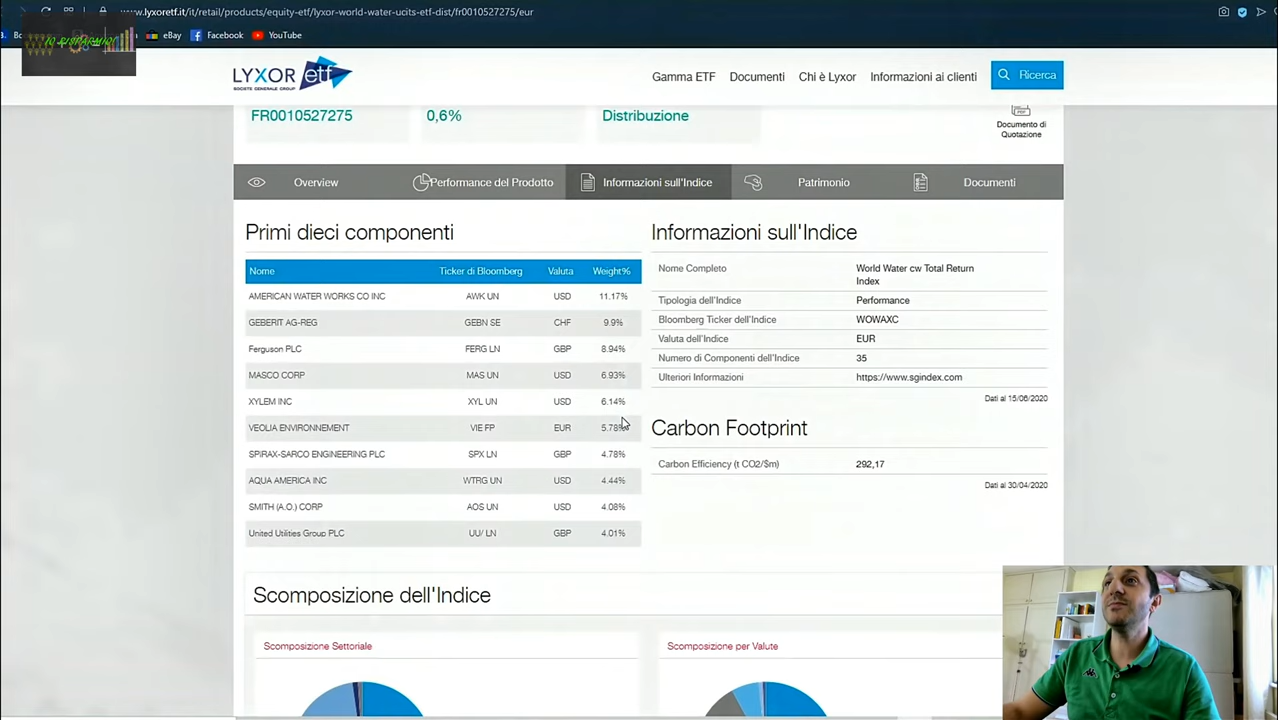 www.lyxoretf.it/it/retail/products/equity-etf/lyxor-world-water-ucits-etf-dist/fr0010527275/eur
IO RISPARMIO!
eBay
Facebook
YouTube
LYXOR etf
SOCIETE GENERALE GROUP
Gamma ETF
Documenti
Chi è Lyxor
Informazioni ai clienti
Ricerca
FR0010527275
0,6%
Distribuzione
PDF
Documento di
Quotazione
Overview
Performance del Prodotto
Informazioni sull'Indice
Patrimonio
Documenti
Primi dieci componenti
Nome Ticker di Bloomberg Valuta Weight%
AMERICAN WATER WORKS CO INC AWK UN USD 11.17%
GEBERIT AG-REG GEBN SE CHF 9.9%
Ferguson PLC FERG LN GBP 8.94%
MASCO CORP MAS UN USD 6.93%
XYLEM INC XYL UN USD 6.14%
VEOLIA ENVIRONNEMENT VIE FP EUR 5.78%
SPIRAX-SARCO ENGINEERING PLC SPX LN GBP 4.78%
AQUA AMERICA INC WTRG UN USD 4.44%
SMITH (A.O.) CORP AOS UN USD 4.08%
United Utilities Group PLC UU/ LN GBP 4.01%
Informazioni sull'Indice
Nome Completo World Water cw Total Return
Index
Tipologia dell'Indice Performance
Bloomberg Ticker dell'Indice WOWAXC
Valuta dell'Indice EUR
Numero di Componenti dell'Indice 35
Ulteriori Informazioni https://www.sgindex.com
Dati al 15/06/2020
Carbon Footprint
Carbon Efficiency (t CO2/$m) 292,17
Dati al 30/04/2020
Scomposizione dell'Indice
Scomposizione Settoriale
Scomposizione per Valute